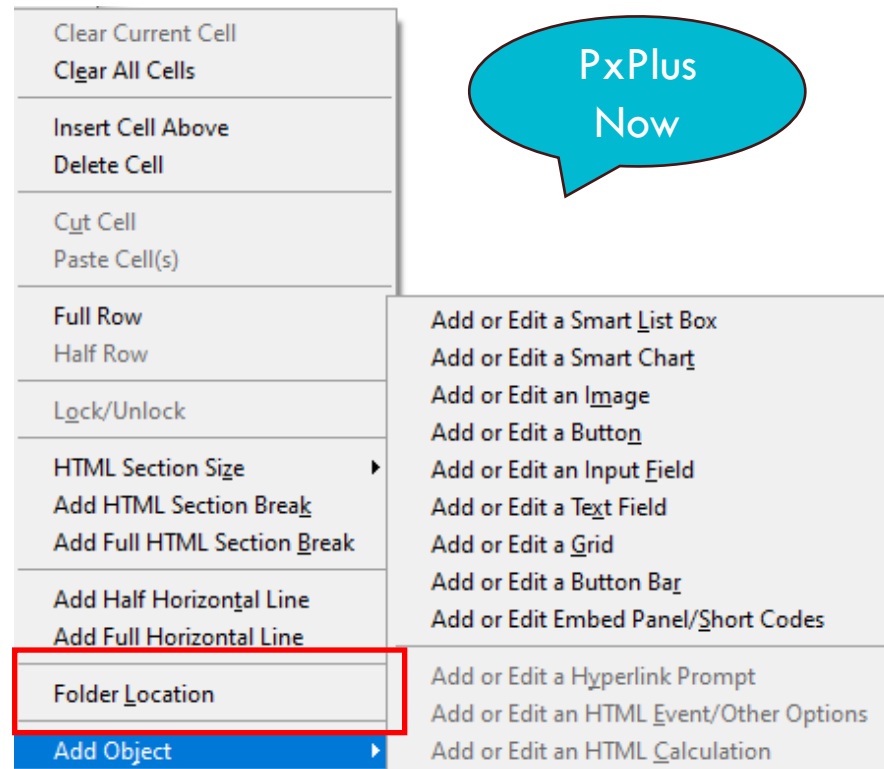 Clear Current Cell
Clear All Cells
Insert Cell Above
Delete Cell
Cut Cell
Paste Cell(s)
Full Row
Half Row
Lock/Unlock
HTML Section Size
Add HTML Section Break
Add Full HTML Section Break
Add Half Horizontal Line
Add Full Horizontal Line
Folder Location
Add Object
PxPlus
Now
Add or Edit a Smart List Box
Add or Edit a Smart Chart
Add or Edit an Image
Add or Edit a Button
Add or Edit an Input Field
Add or Edit a Text Field
Add or Edit a Grid
Add or Edit a Button Bar
Add or Edit Embed Panel/Short Codes
Add or Edit a Hyperlink Prompt
Add or Edit an HTML Event/Other Options
Add or Edit an HTML Calculation